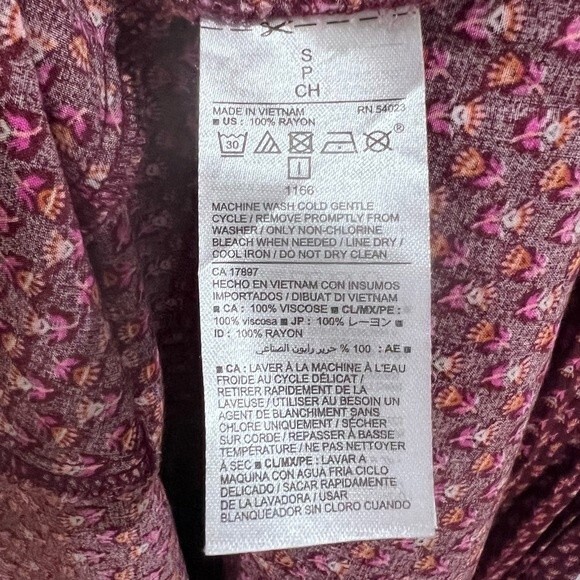 S
P
CH
MADE IN VIETNAM RN 54023
■ US : 100% RAYON
30 ®
1166
MACHINE WASH COLD GENTLE
CYCLE / REMOVE PROMPTLY FROM
WASHER / ONLY NON-CHLORINE
BLEACH WHEN NEEDED / LINE DRY /
COOL IRON / DO NOT DRY CLEAN
CA 17897
HECHO EN VIETNAM CON INSUMOS
IMPORTADOS / DIBUAT DI VIETNAM
■ CA : 100% VISCOSE ■ CL/MX/PE :
100% viscosa ■ JP : 100% レーヨン ■
ID : 100% RAYON
■ AE : 100 % حرير رايون الصناعي
■ CA : LAVER À LA MACHINE À L'EAU
FROIDE AU CYCLE DÉLICAT /
RETIRER RAPIDEMENT DE LA
LAVEUSE / UTILISER AU BESOIN UN
AGENT DE BLANCHIMENT SANS
CHLORE UNIQUEMENT / SÉCHER
SUR CORDE / REPASSER À BASSE
TEMPÉRATURE / NE PAS NETTOYER
À SEC ■ CL/MX/PE : LAVAR A
MAQUINA CON AGUA FRIA CICLO
DELICADO / SACAR RAPIDAMENTE
DE LA LAVADORA / USAR
BLANQUEADOR SIN CLORO CUANDO